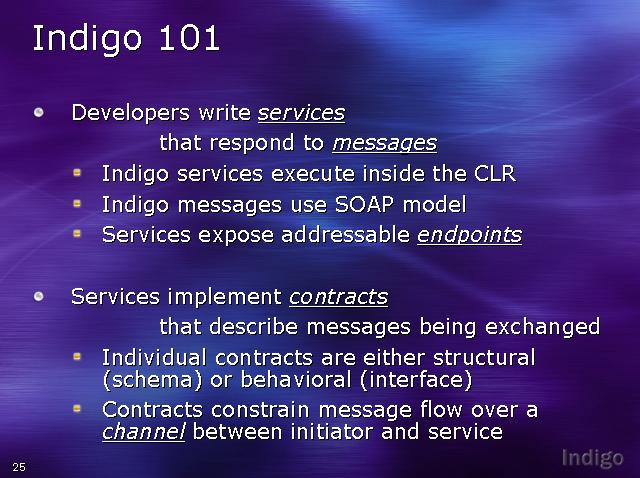 Indigo 101
Developers write services
that respond to messages
Indigo services execute inside the CLR
Indigo messages use SOAP model
Services expose addressable endpoints
Services implement contracts
that describe messages being exchanged
Individual contracts are either structural
(schema) or behavioral (interface)
Contracts constrain message flow over a
channel between initiator and service
25
Indigo